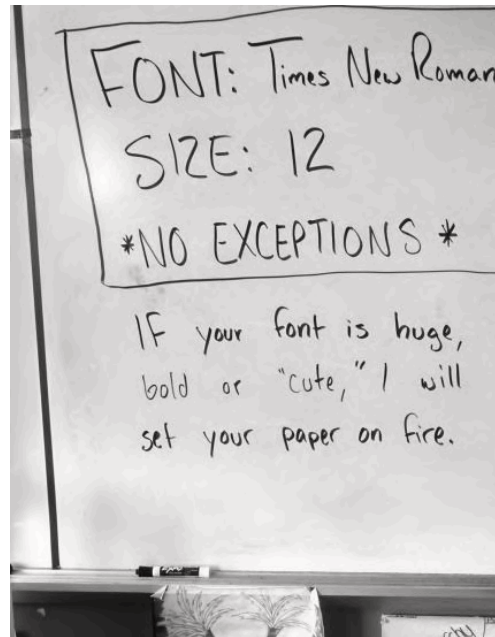 FONT: Times New Roman
SIZE: 12
*NO EXCEPTIONS*
IF your font is huge,
bold or "cute," I will
set your paper on fire.